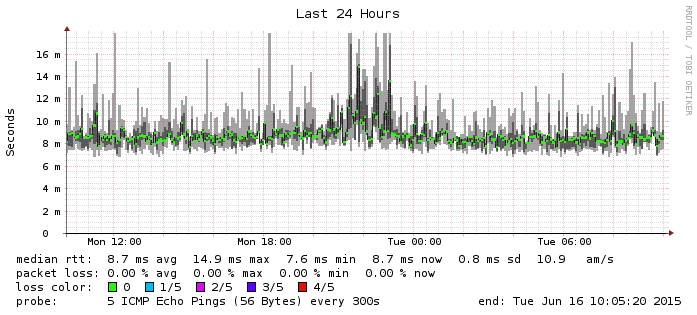 Last 24 Hours
RRDTOOL / TOBI OETIKER
Seconds
16 m
14 m
12 m
10 m
8 m
6 m
4 m
2 m
0
Mon 12:00 Mon 18:00 Tue 00:00 Tue 06:00
median rtt: 8.7 ms avg 14.9 ms max 7.6 ms min 8.7 ms now 0.8 ms sd 10.9 am/s
packet loss: 0.00 % avg 0.00 % max 0.00 % min 0.00 % now
loss color: 0 1/5 2/5 3/5 4/5
probe: 5 ICMP Echo Pings (56 Bytes) every 300s end: Tue Jun 16 10:05:20 2015